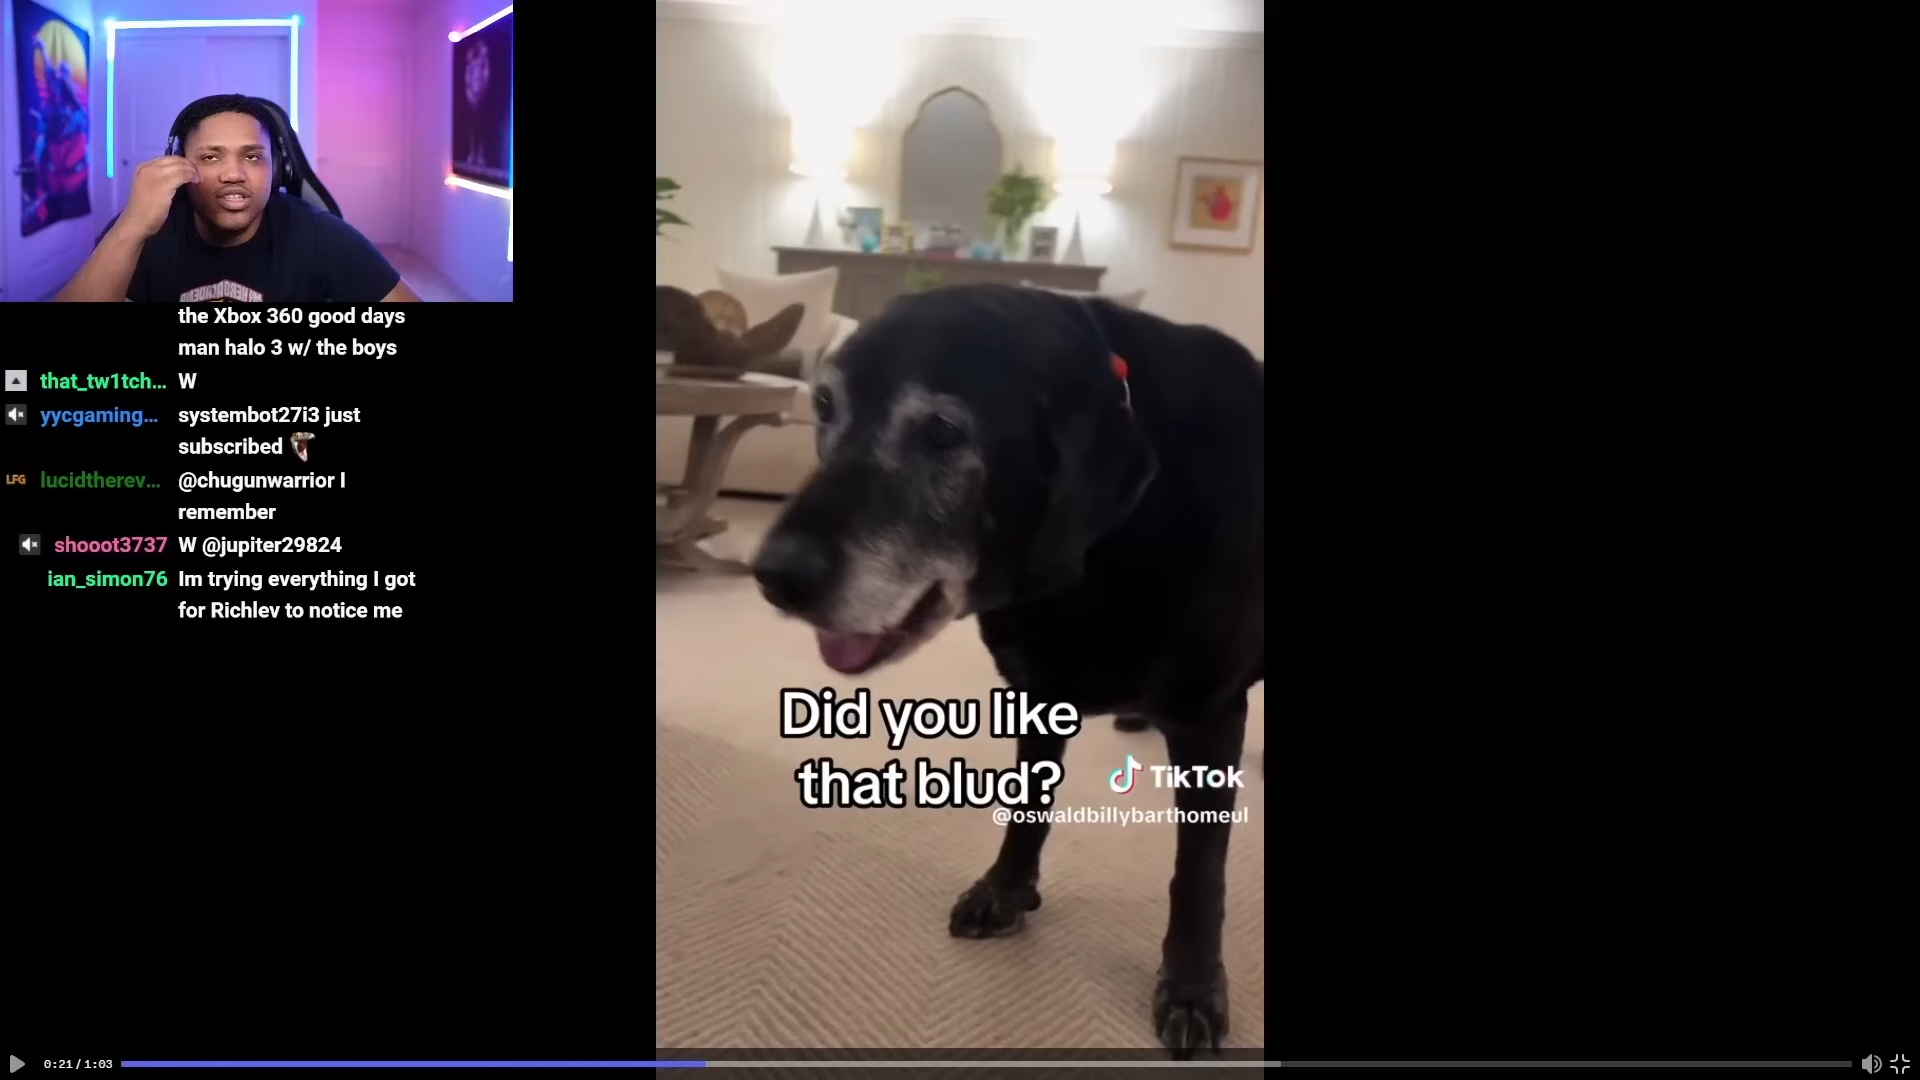 the Xbox 360 good days
man halo 3 w/ the boys
that_tw1tch... W
yycgaming... systembot27i3 just
subscribed
LFG lucidtherev... @chugunwarrior I
remember
shooot3737 W @jupiter29824
ian_simon76 Im trying everything I got
for Richlev to notice me
Did you like
that blud?
TikTok
@oswaldbillybarthomeul
0:21 / 1:03